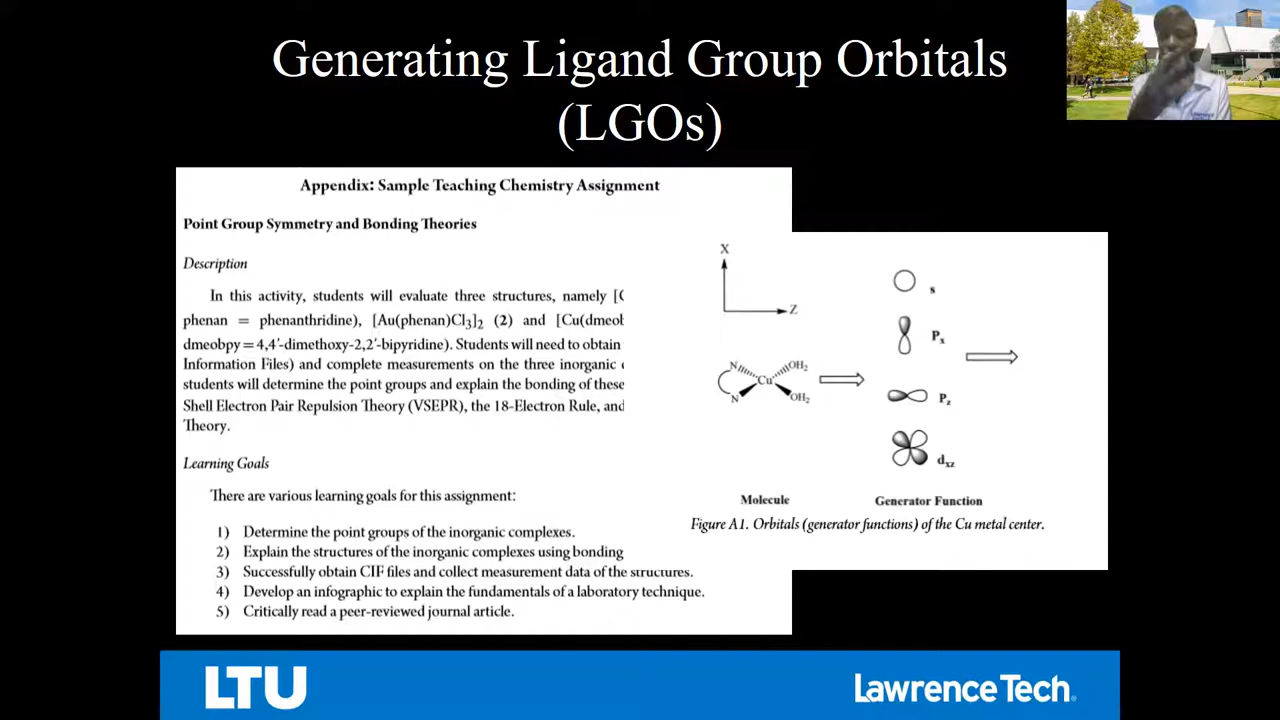 Generating Ligand Group Orbitals
(LGOs)
Appendix: Sample Teaching Chemistry Assignment
Point Group Symmetry and Bonding Theories
Description
In this activity, students will evaluate three structures, namely [
phenan = phenanthridine), [Au(phenan)Cl3]2 (2) and [Cu(dmeob
dmeobpy = 4,4′-dimethoxy-2,2′-bipyridine). Students will need to obtain
Information Files) and complete measurements on the three inorganic
students will determine the point groups and explain the bonding of these
Shell Electron Pair Repulsion Theory (VSEPR), the 18-Electron Rule, and
Theory.
Learning Goals
There are various learning goals for this assignment:
1) Determine the point groups of the inorganic complexes.
2) Explain the structures of the inorganic complexes using bonding
3) Successfully obtain CIF files and collect measurement data of the structures.
4) Develop an infographic to explain the fundamentals of a laboratory technique.
5) Critically read a peer-reviewed journal article.
X
Z
N
N
Cu
OH2
OH2
s
Px
Pz
dxz
Molecule
Generator Function
Figure A1. Orbitals (generator functions) of the Cu metal center.
LTU
LawrenceTech